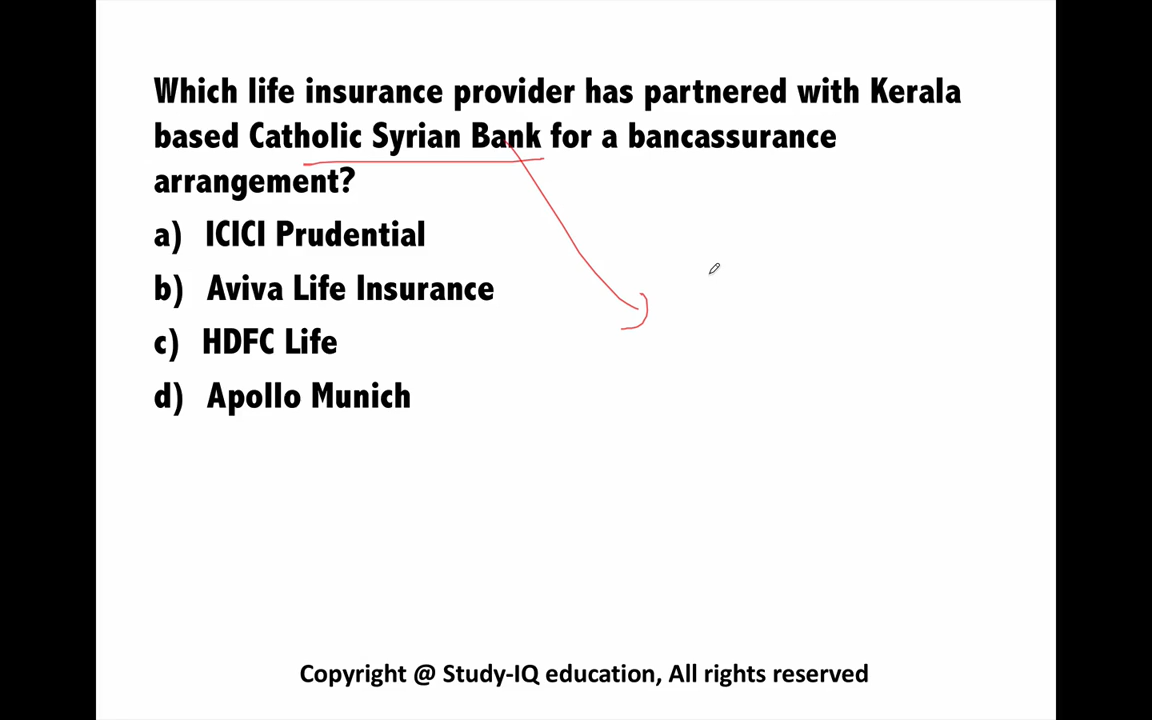 Which life insurance provider has partnered with Kerala
based Catholic Syrian Bank for a bancassurance
arrangement?
a) ICICI Prudential
b) Aviva Life Insurance
c) HDFC Life
d) Apollo Munich
Copyright @ Study-IQ education, All rights reserved